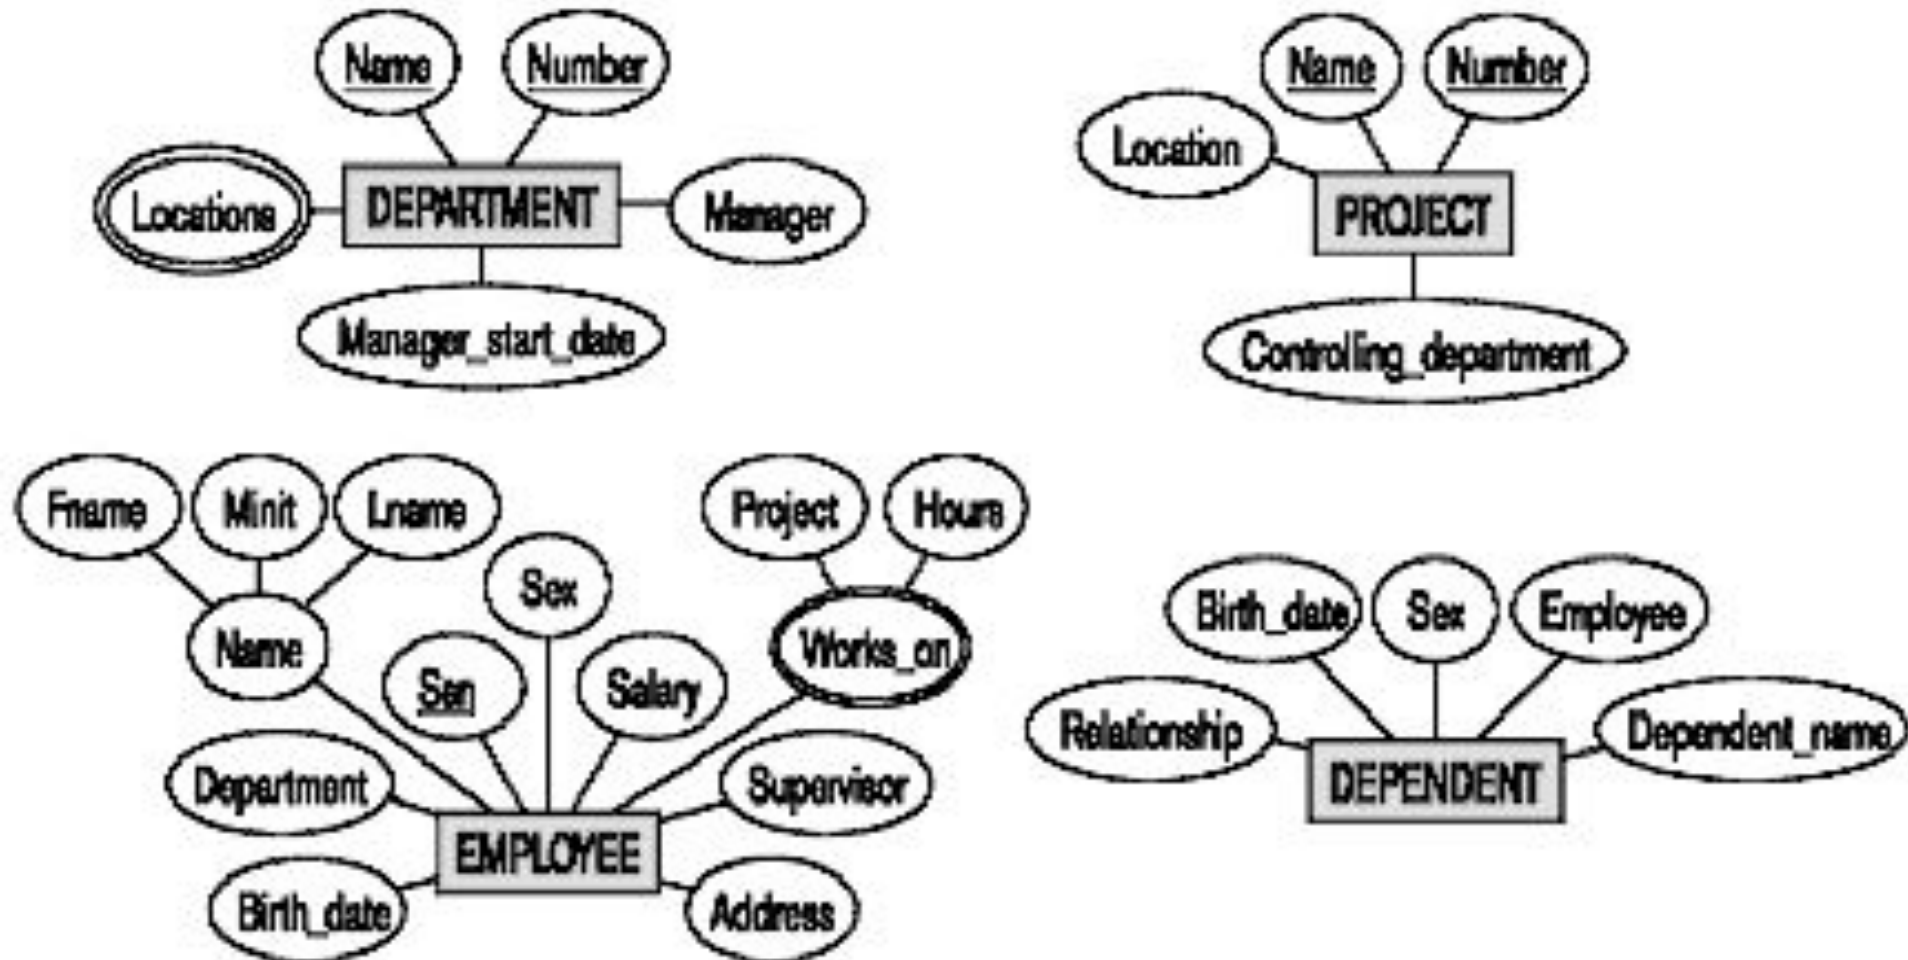 Name
Number
Locations
DEPARTMENT
Manager
Manager_start_date
Name
Number
Location
PROJECT
Controlling_department
Fname
Minit
Lname
Name
Ssn
Sex
Salary
Project
Hours
Works_on
Department
Supervisor
EMPLOYEE
Birth_date
Address
Birth_date
Sex
Employee
Relationship
Dependent_name
DEPENDENT